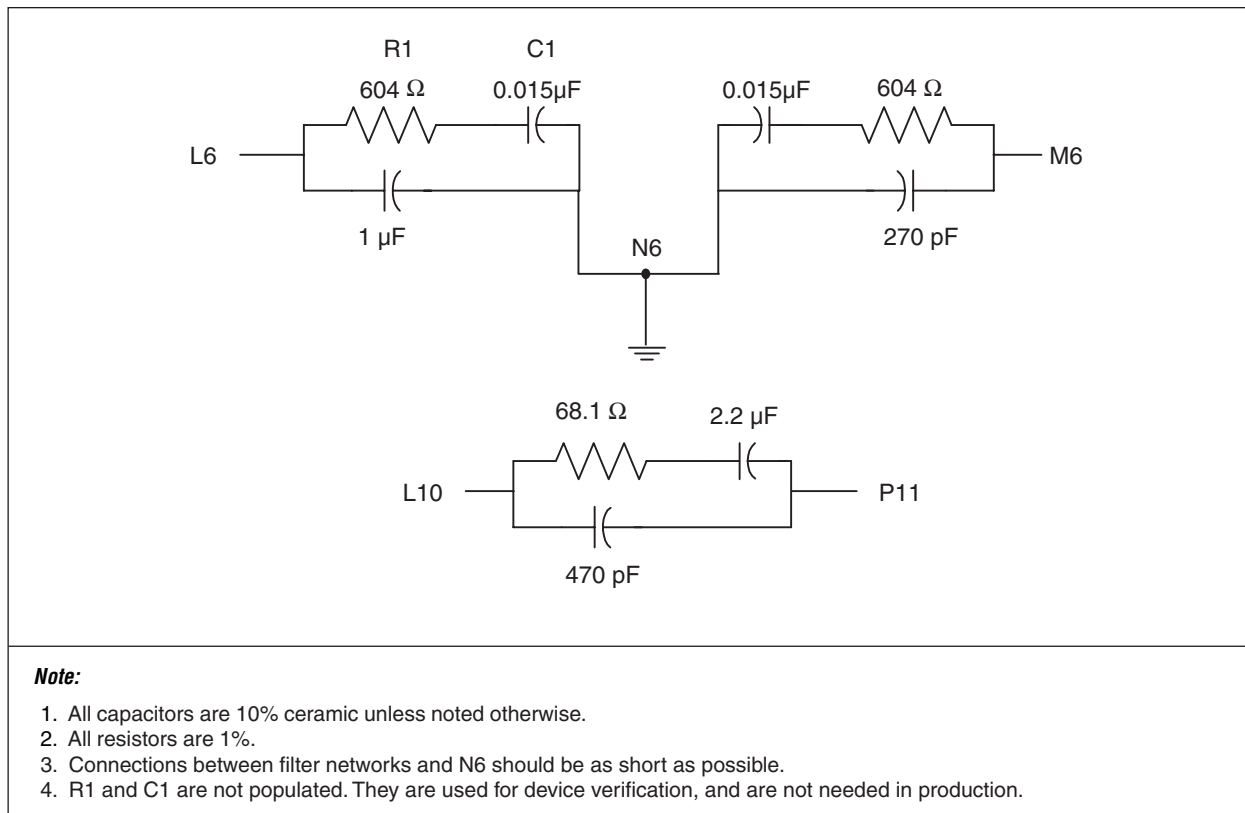 R1 C1
604 Ω 0.015µF 0.015µF 604 Ω
L6 M6
1 µF N6 270 pF
68.1 Ω 2.2 µF
L10 P11
470 pF
Note:
1. All capacitors are 10% ceramic unless noted otherwise.
2. All resistors are 1%.
3. Connections between filter networks and N6 should be as short as possible.
4. R1 and C1 are not populated. They are used for device verification, and are not needed in production.